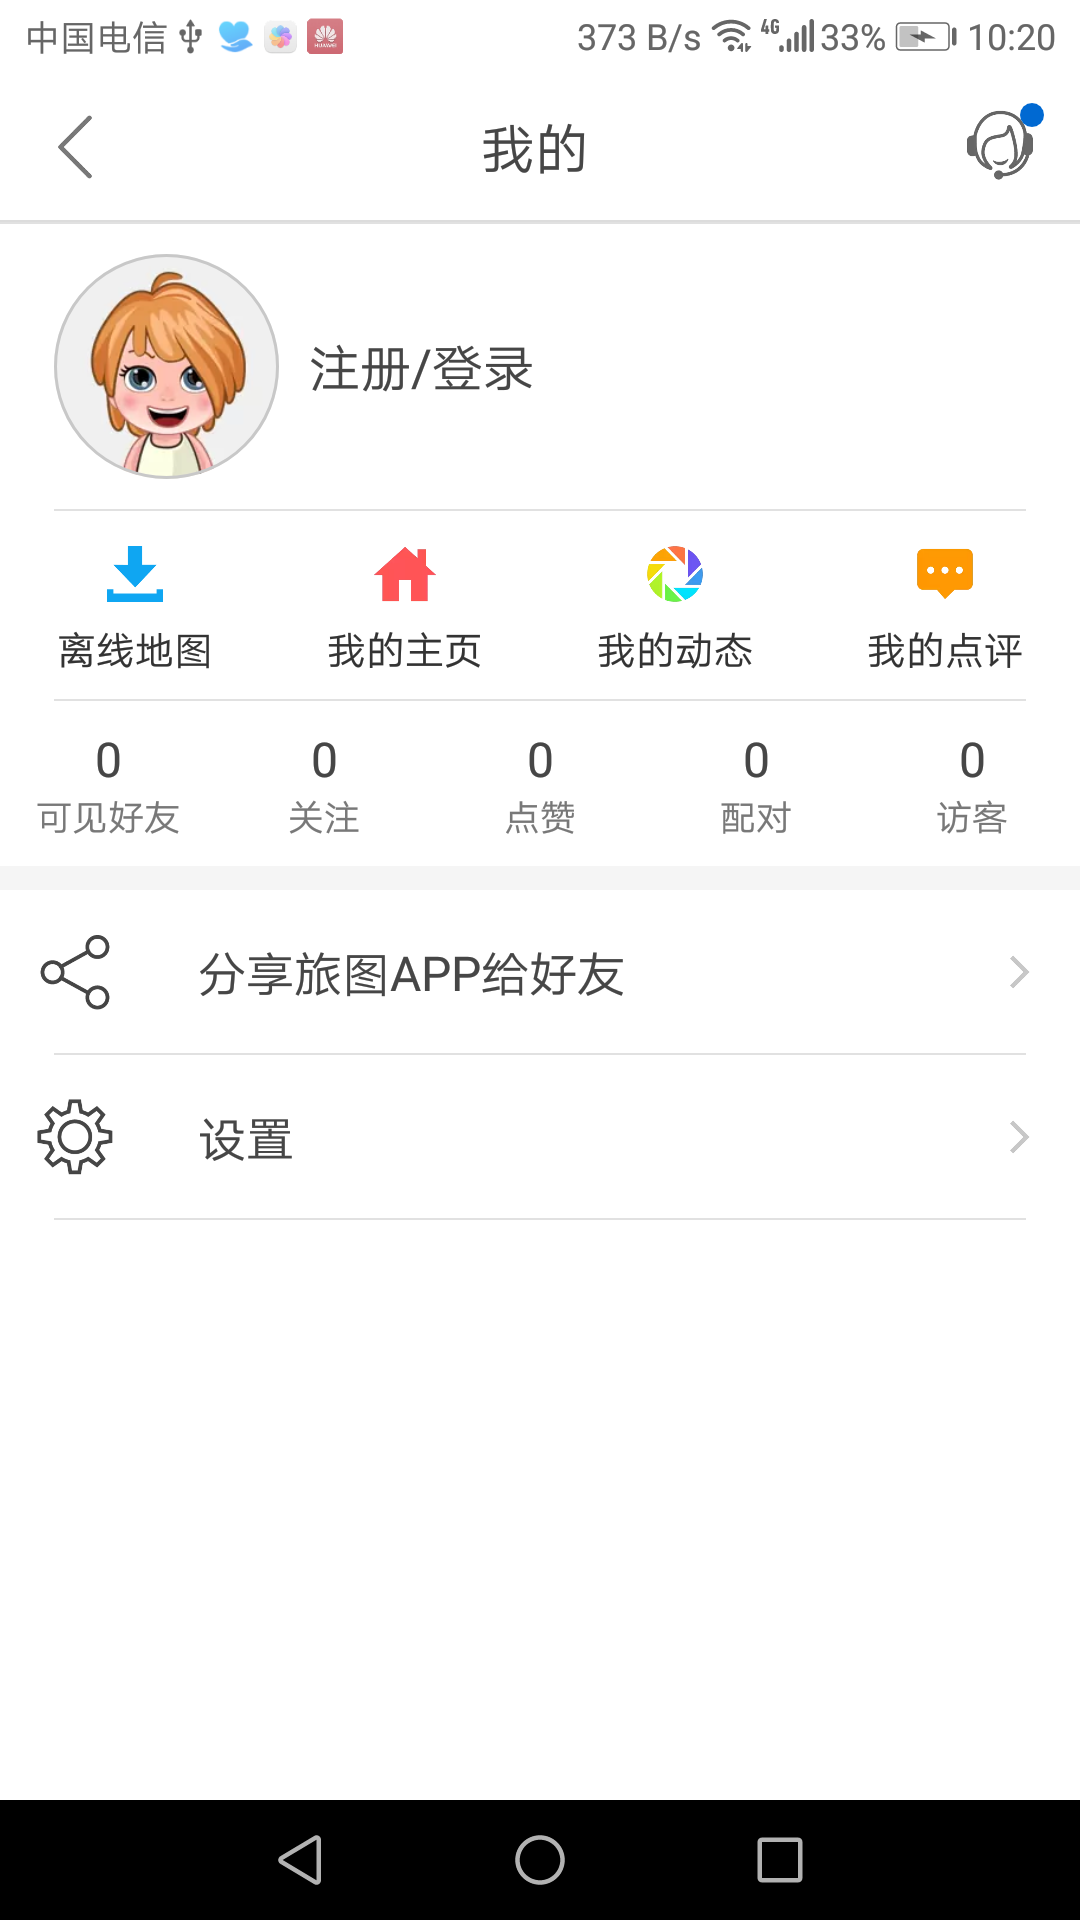 中国电信 373 B/s 4G 33% 10:20
我的
注册/登录
离线地图 我的主页 我的动态 我的点评
0 0 0 0 0
可见好友 关注 点赞 配对 访客
分享旅图APP给好友
设置